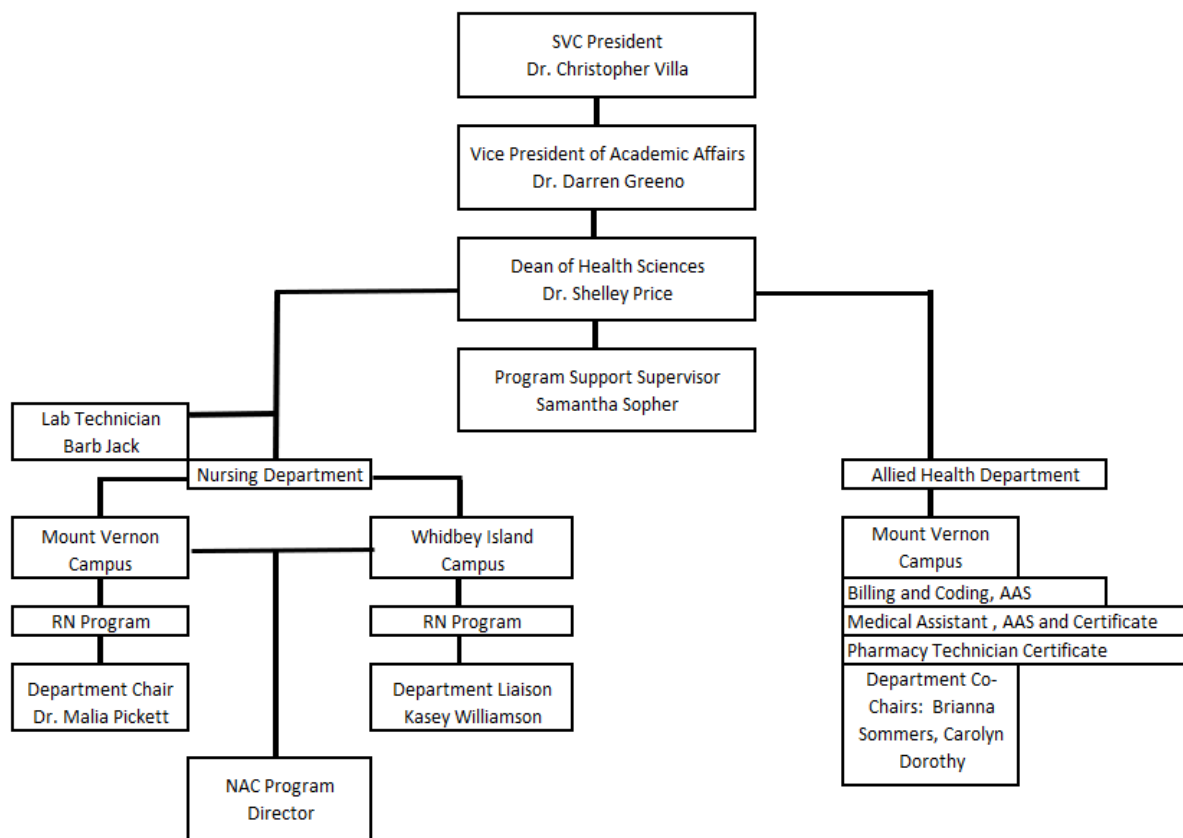 SVC President
Dr. Christopher Villa
Vice President of Academic Affairs
Dr. Darren Greeno
Dean of Health Sciences
Dr. Shelley Price
Program Support Supervisor
Samantha Sopher
Lab Technician
Barb Jack
Nursing Department
Allied Health Department
Mount Vernon
Campus
Whidbey Island
Campus
Mount Vernon
Campus
RN Program
RN Program
Billing and Coding, AAS
Medical Assistant , AAS and Certificate
Pharmacy Technician Certificate
Department Chair
Dr. Malia Pickett
Department Liaison
Kasey Williamson
Department Co-
Chairs:  Brianna
Sommers, Carolyn
Dorothy
NAC Program
Director